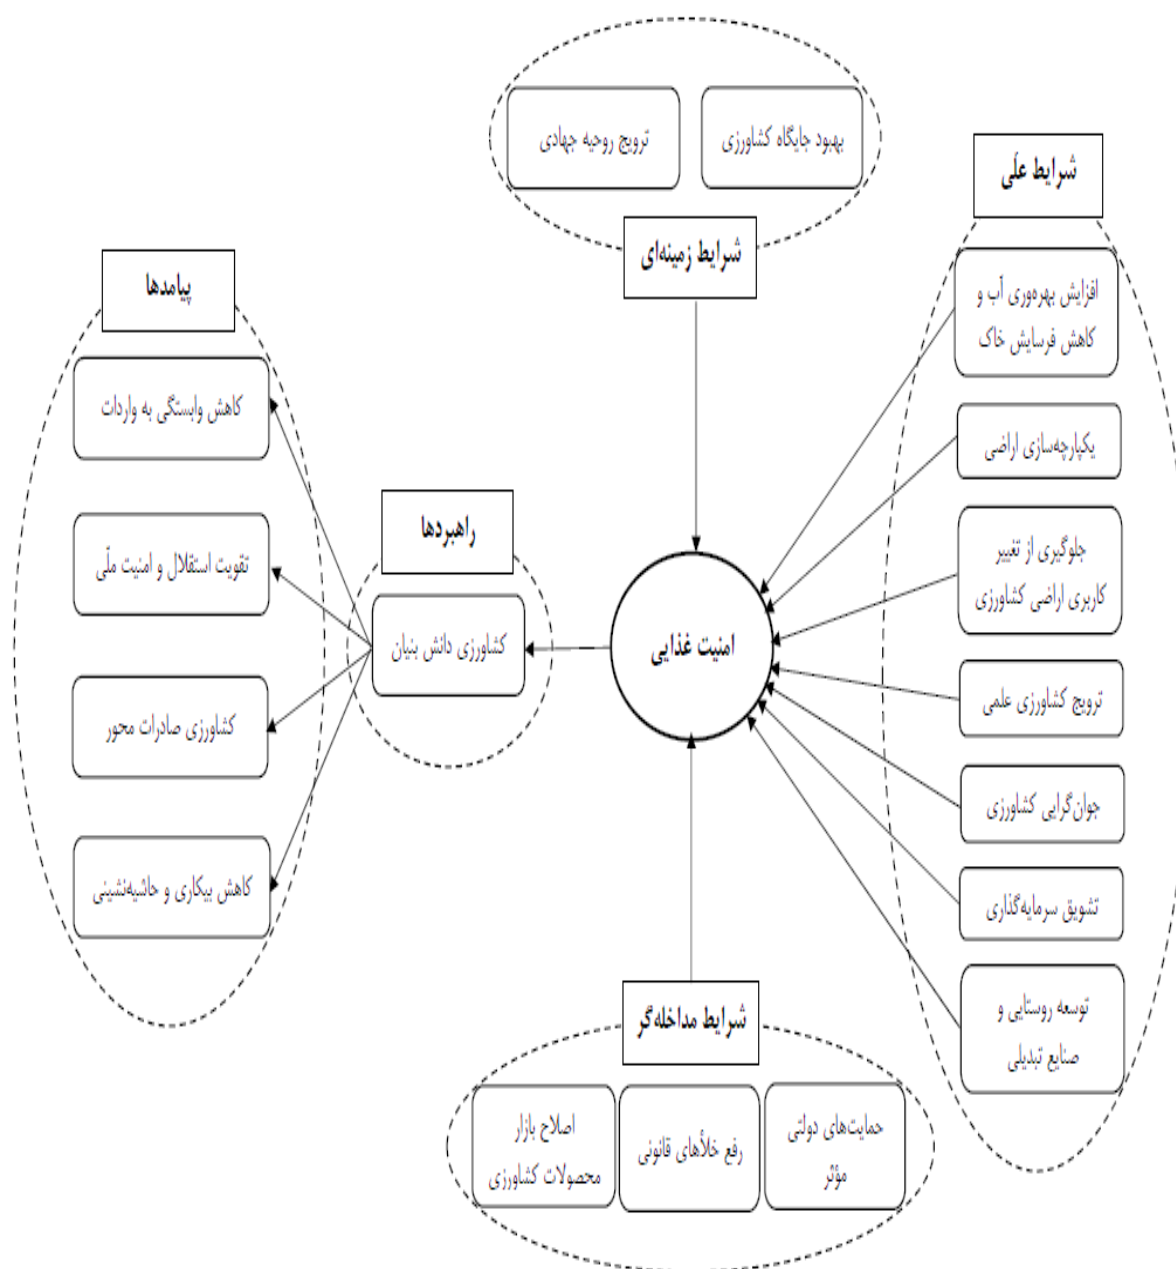 ترویج روحیه جهادی
بهبود جایگاه کشاورزی
شرایط زمینه‌ای
شرایط علّی
افزایش بهره‌وری آب و
کاهش فرسایش خاک
یکپارچه‌سازی اراضی
جلوگیری از تغییر
کاربری اراضی کشاورزی
ترویج کشاورزی علمی
جوان‌گرایی کشاورزی
تشویق سرمایه‌گذاری
توسعه روستایی و
صنایع تبدیلی
امنیت غذایی
راهبردها
کشاورزی دانش بنیان
پیامدها
کاهش وابستگی به واردات
تقویت استقلال و امنیت ملّی
کشاورزی صادرات محور
کاهش بیکاری و حاشیه‌نشینی
شرایط مداخله‌گر
حمایت‌های دولتی
مؤثر
رفع خلأهای قانونی
اصلاح بازار
محصولات کشاورزی